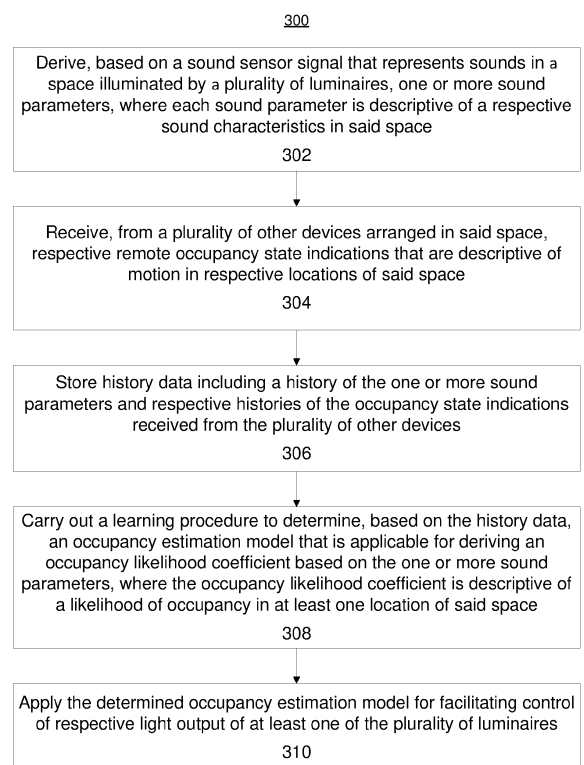 300
Derive, based on a sound sensor signal that represents sounds in a
space illuminated by a plurality of luminaires, one or more sound
parameters, where each sound parameter is descriptive of a respective
sound characteristics in said space
302
Receive, from a plurality of other devices arranged in said space,
respective remote occupancy state indications that are descriptive of
motion in respective locations of said space
304
Store history data including a history of the one or more sound
parameters and respective histories of the occupancy state indications
received from the plurality of other devices
306
Carry out a learning procedure to determine, based on the history data,
an occupancy estimation model that is applicable for deriving an
occupancy likelihood coefficient based on the one or more sound
parameters, where the occupancy likelihood coefficient is descriptive of
a likelihood of occupancy in at least one location of said space
308
Apply the determined occupancy estimation model for facilitating control
of respective light output of at least one of the plurality of luminaires
310